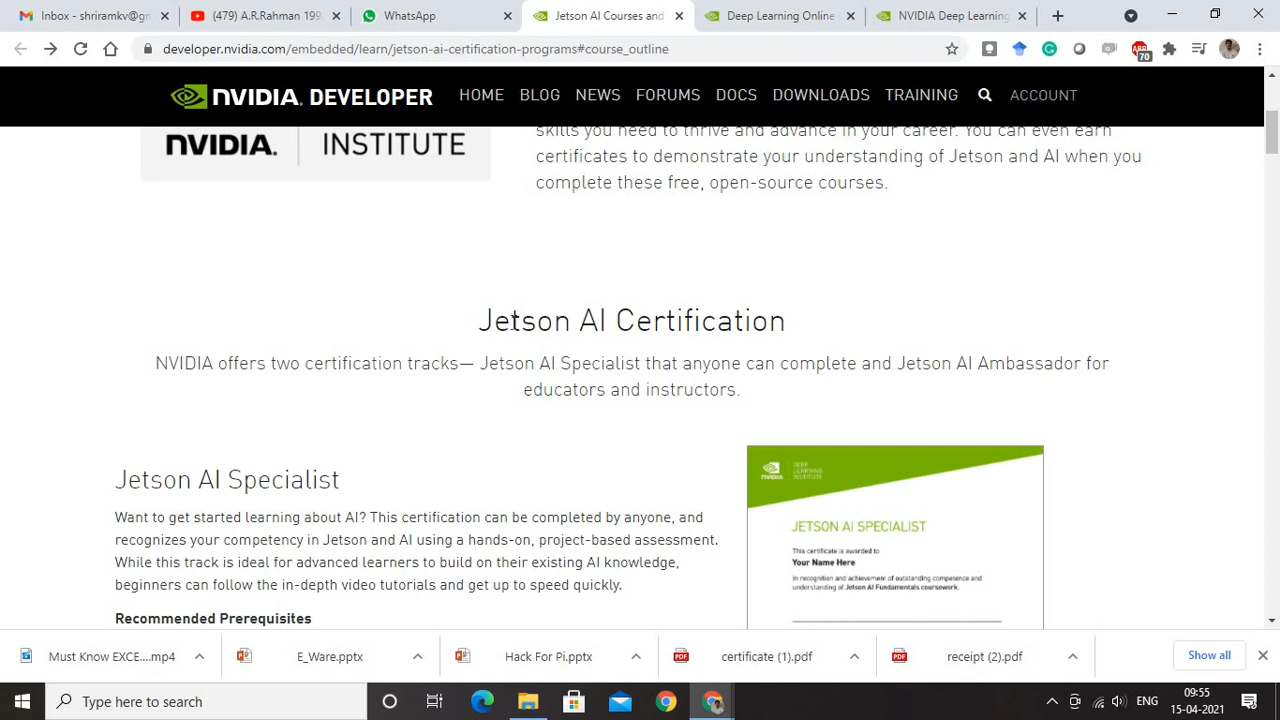 Inbox - shriramkv@gm
(479) A.R.Rahman 199
WhatsApp
Jetson AI Courses and
Deep Learning Online
NVIDIA Deep Learning
developer.nvidia.com/embedded/learn/jetson-ai-certification-programs#course_outline
ABP
70
NVIDIA. DEVELOPER
HOME
BLOG
NEWS
FORUMS
DOCS
DOWNLOADS
TRAINING
ACCOUNT
NVIDIA. INSTITUTE
skills you need to thrive and advance in your career. You can even earn
certificates to demonstrate your understanding of Jetson and AI when you
complete these free, open-source courses.
Jetson AI Certification
NVIDIA offers two certification tracks— Jetson AI Specialist that anyone can complete and Jetson AI Ambassador for
educators and instructors.
Jetson AI Specialist
Want to get started learning about AI? This certification can be completed by anyone, and
recognizes your competency in Jetson and AI using a hands-on, project-based assessment.
While this track is ideal for advanced learners to build on their existing AI knowledge,
beginners can follow the in-depth video tutorials and get up to speed quickly.
Recommended Prerequisites
NVIDIA.
DEEP
LEARNING
INSTITUTE
JETSON AI SPECIALIST
This certificate is awarded to
Your Name Here
In recognition and achievement of outstanding competence and
understanding of Jetson AI Fundamentals coursework.
Must Know EXCE....mp4
E_Ware.pptx
Hack For Pi.pptx
certificate (1).pdf
receipt (2).pdf
Show all
Type here to search
ENG
09:55
15-04-2021